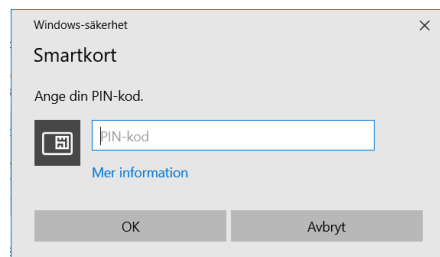 Windows-säkerhet
Smartkort
Ange din PIN-kod.
PIN-kod
Mer information
OK
Avbryt